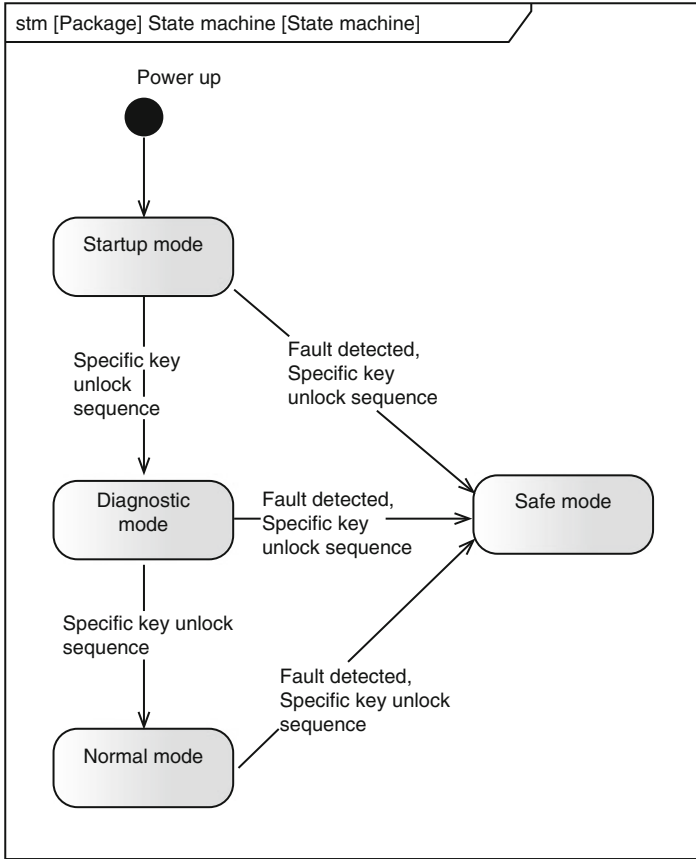 stm [Package] State machine [State machine]
Power up
Startup mode
Specific key
unlock
sequence
Fault detected,
Specific key
unlock sequence
Diagnostic
mode
Fault detected,
Specific key
unlock sequence
Safe mode
Specific key unlock
sequence
Fault detected,
Specific key unlock
sequence
Normal mode